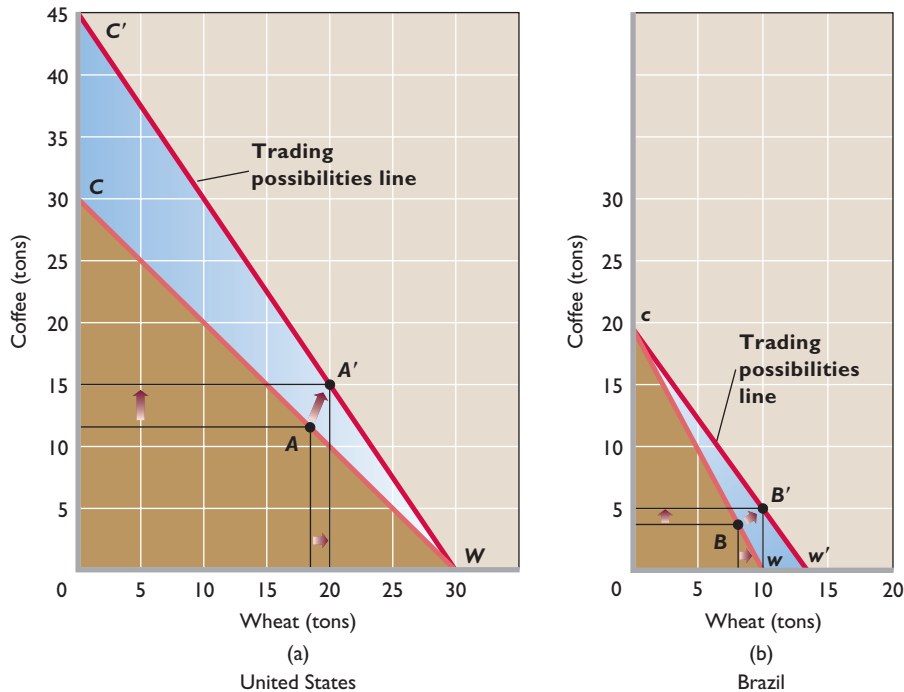 45
40
35
30
25
20
15
10
5
0
5
10
15
20
25
30
Coffee (tons)
Wheat (tons)
C′
C
Trading
possibilities line
A′
A
W
(a)
United States
30
25
20
15
10
5
0
5
10
15
20
Coffee (tons)
Wheat (tons)
c
Trading
possibilities
line
B′
B
w
w′
(b)
Brazil